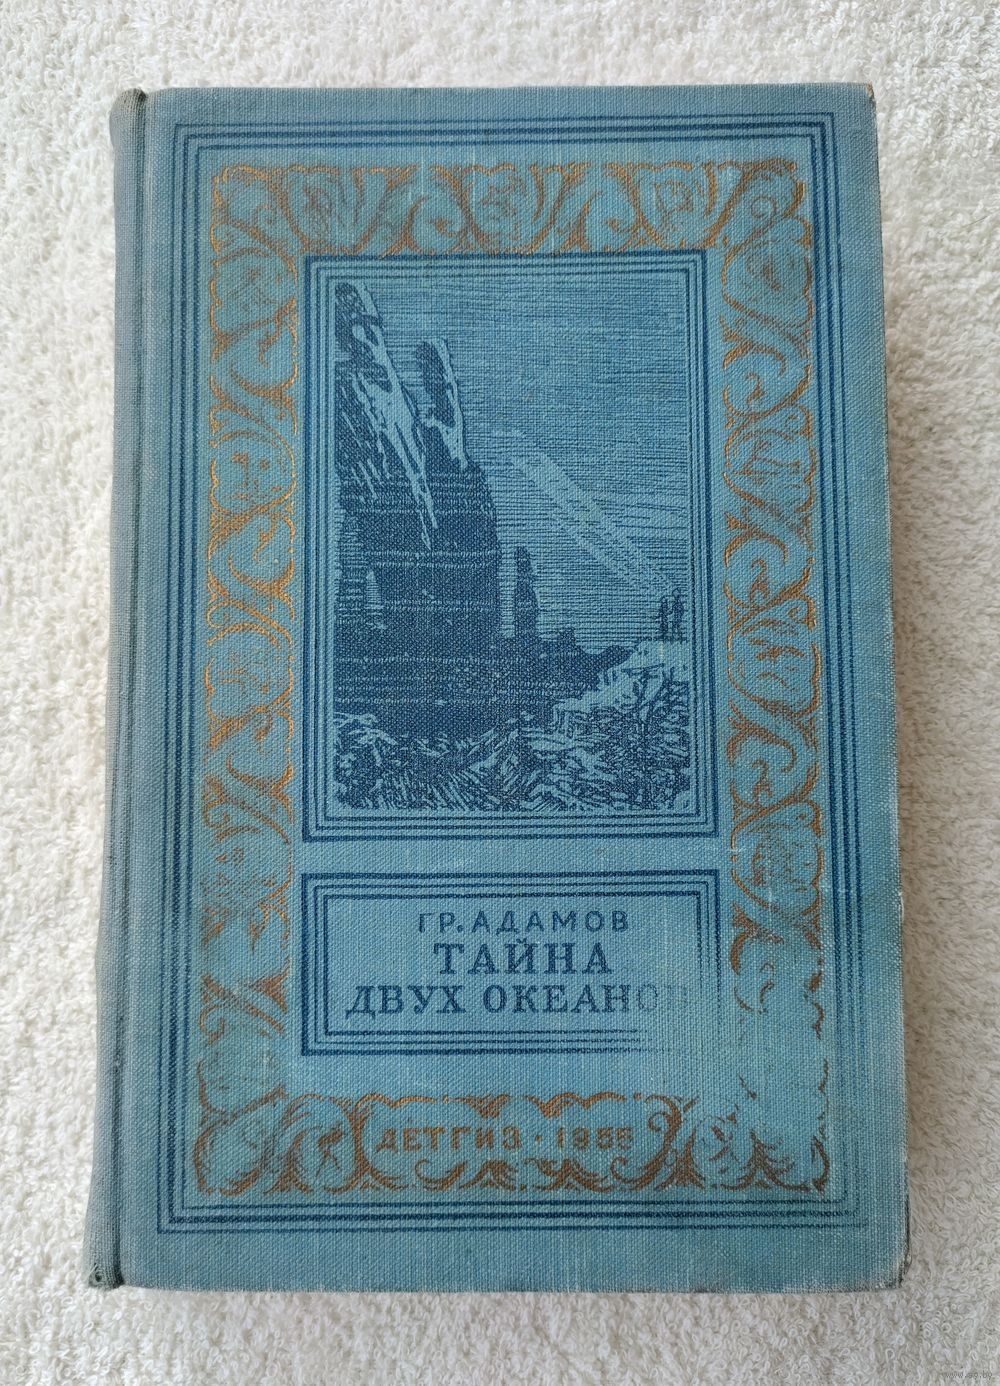 ГР. АДАМОВ
ТАЙНА
ДВУХ ОКЕАНОВ
ДЕТГИЗ · 1955